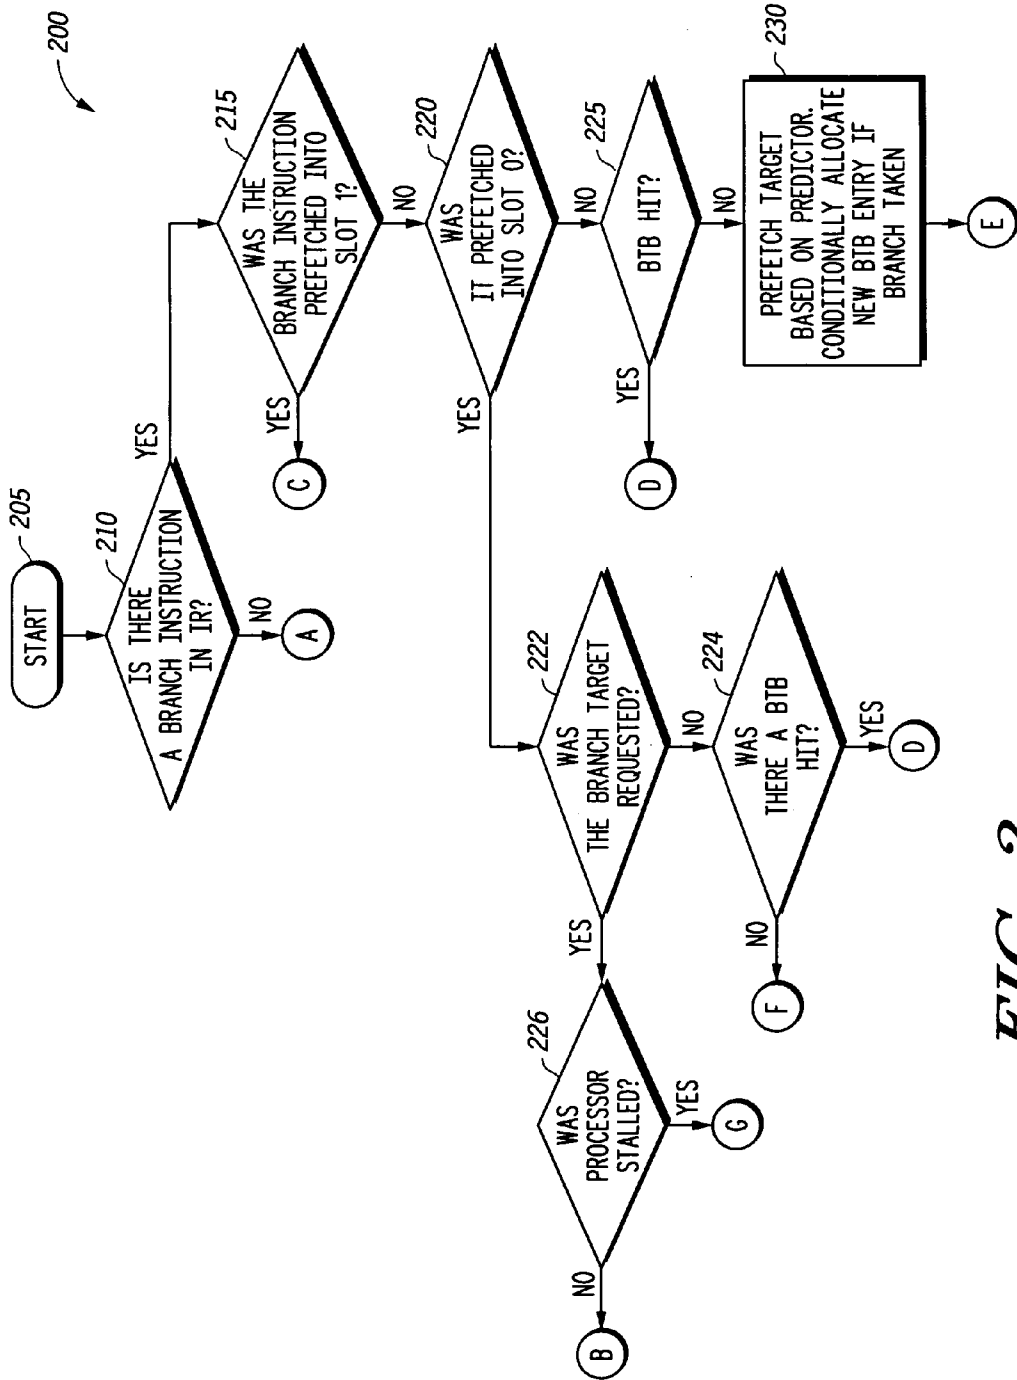 200
START
205
IS THERE
A BRANCH INSTRUCTION
IN IR?
210
YES
NO
A
WAS THE
BRANCH INSTRUCTION
PREFETCHED INTO
SLOT 1?
215
YES
C
NO
WAS
IT PREFETCHED
INTO SLOT 0?
220
YES
NO
BTB HIT?
225
YES
D
NO
PREFETCH TARGET
BASED ON PREDICTOR.
CONDITIONALLY ALLOCATE
NEW BTB ENTRY IF
BRANCH TAKEN
230
E
WAS
THE BRANCH TARGET
REQUESTED?
222
YES
NO
WAS
THERE A BTB
HIT?
224
NO
F
YES
D
WAS
PROCESSOR
STALLED?
226
NO
B
YES
G